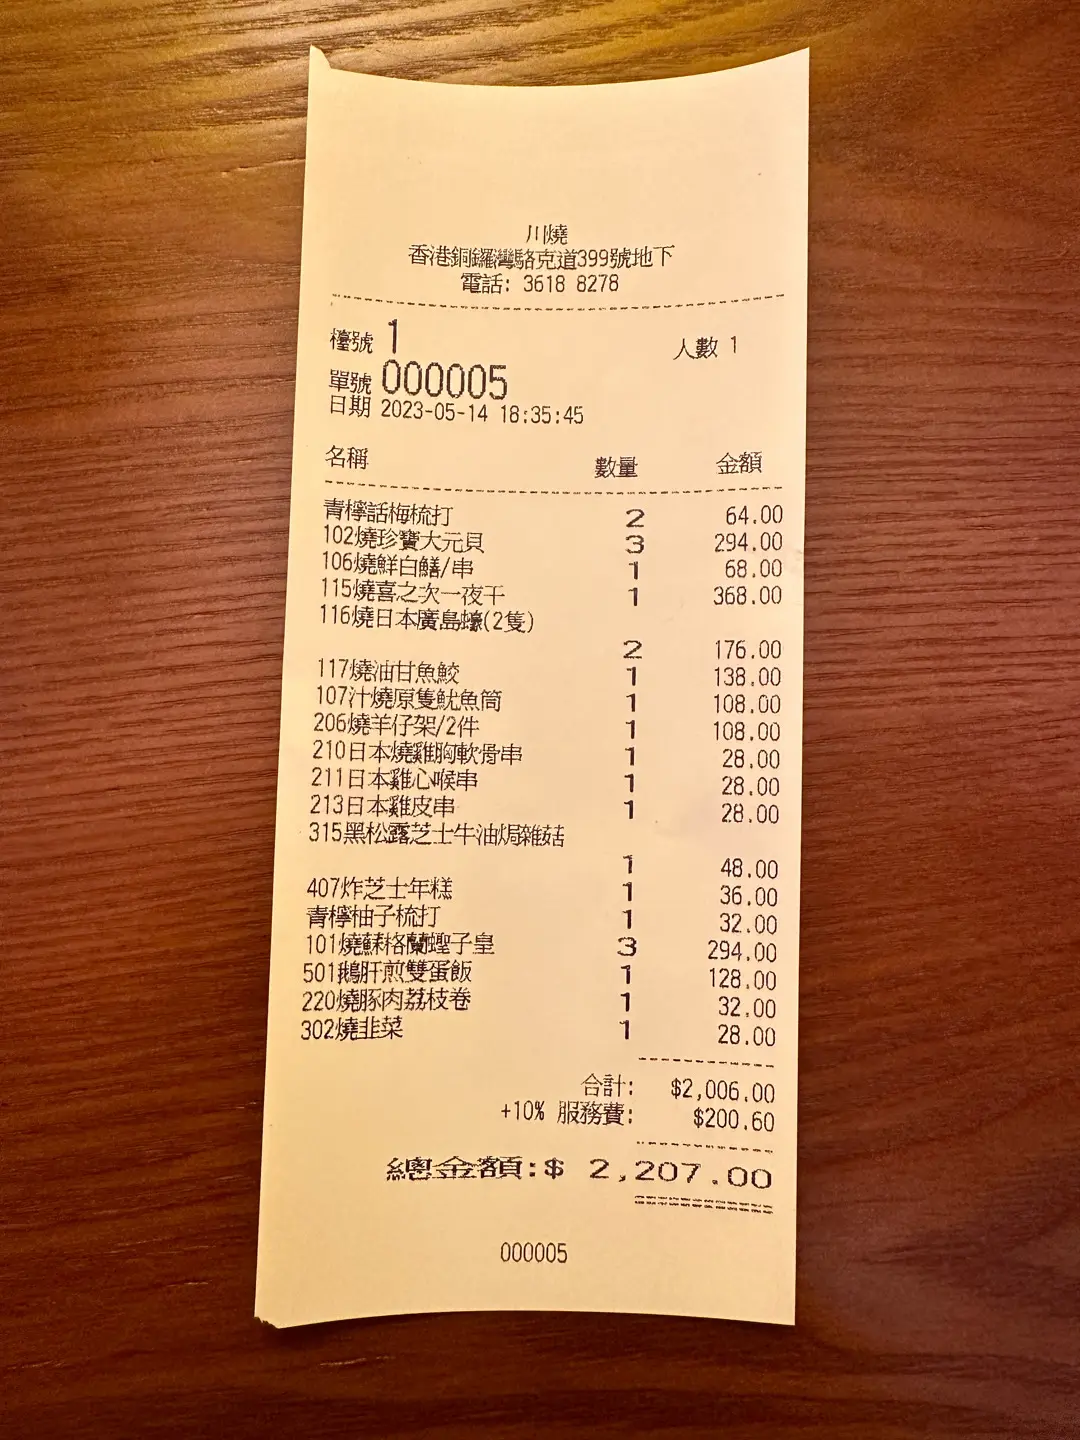 川燒
香港銅鑼灣駱克道399號地下
電話: 3618 8278
檯號 1 人數 1
單號 000005
日期 2023-05-14 18:35:45
名稱 數量 金額
青檸話梅梳打 2 64.00
102燒珍寶大元貝 3 294.00
106燒鮮白鱔/串 1 68.00
115燒喜之次一夜干 1 368.00
116燒日本廣島蠔(2隻)
2 176.00
117燒油甘魚鮫 1 138.00
107汁燒原隻魷魚筒 1 108.00
206燒羊仔架/2件 1 108.00
210日本燒雞胸軟骨串 1 28.00
211日本雞心喉串 1 28.00
213日本雞皮串 1 28.00
315黑松露芝士牛油焗雜菇
1 48.00
407炸芝士年糕 1 36.00
青檸柚子梳打 1 32.00
101燒蘇格蘭蟶子皇 3 294.00
501鵝肝煎雙蛋飯 1 128.00
220燒豚肉荔枝卷 1 32.00
302燒韭菜 1 28.00
合計: $2,006.00
+10% 服務費: $200.60
總金額:$ 2,207.00
000005